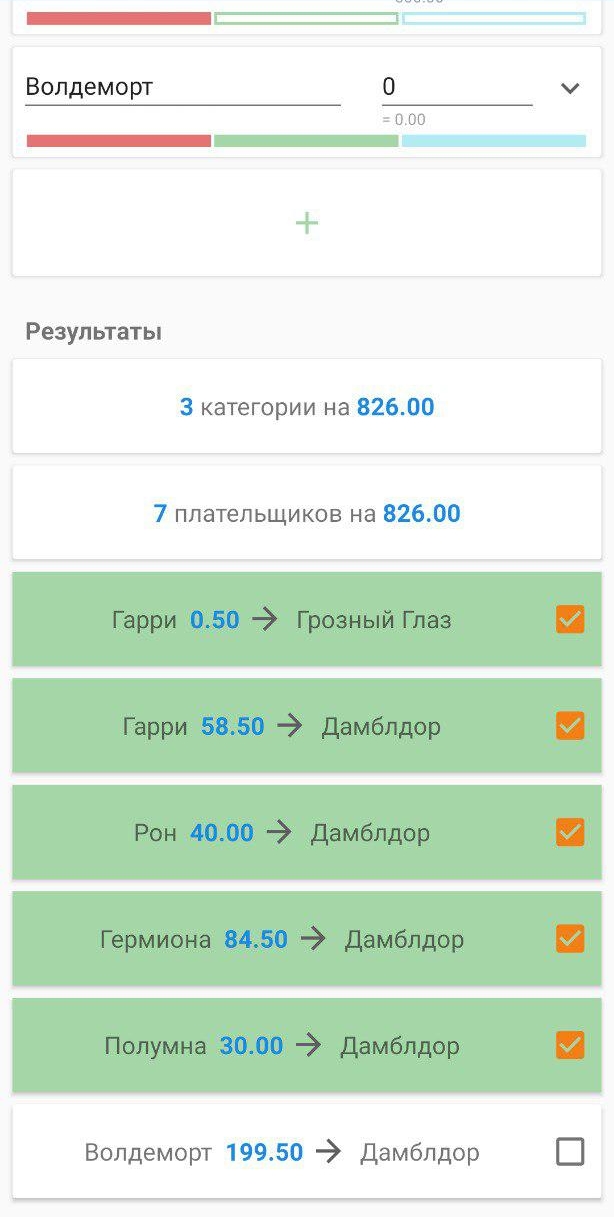 Волдеморт 0
= 0.00
+
Результаты
3 категории на 826.00
7 плательщиков на 826.00
Гарри 0.50 → Грозный Глаз
Гарри 58.50 → Дамблдор
Рон 40.00 → Дамблдор
Гермиона 84.50 → Дамблдор
Полумна 30.00 → Дамблдор
Волдеморт 199.50 → Дамблдор